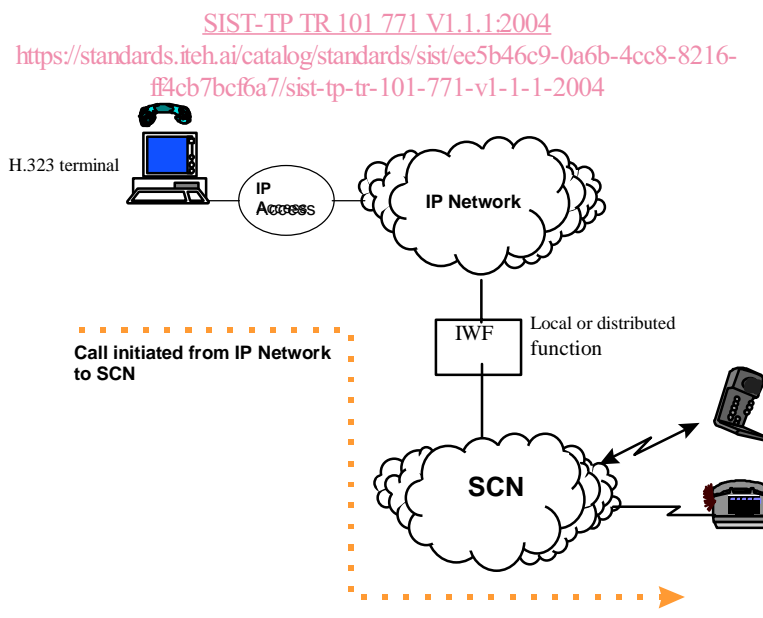 SIST-TP TR 101 771 V1.1.1:2004
https://standards.iteh.ai/catalog/standards/sist/ee5b46c9-0a6b-4cc8-8216-
ff4cb7bcf6a7/sist-tp-tr-101-771-v1-1-1-2004
H.323 terminal
IP
Access
IP Network
IWF
Local or distributed
function
Call initiated from IP Network
to SCN
SCN